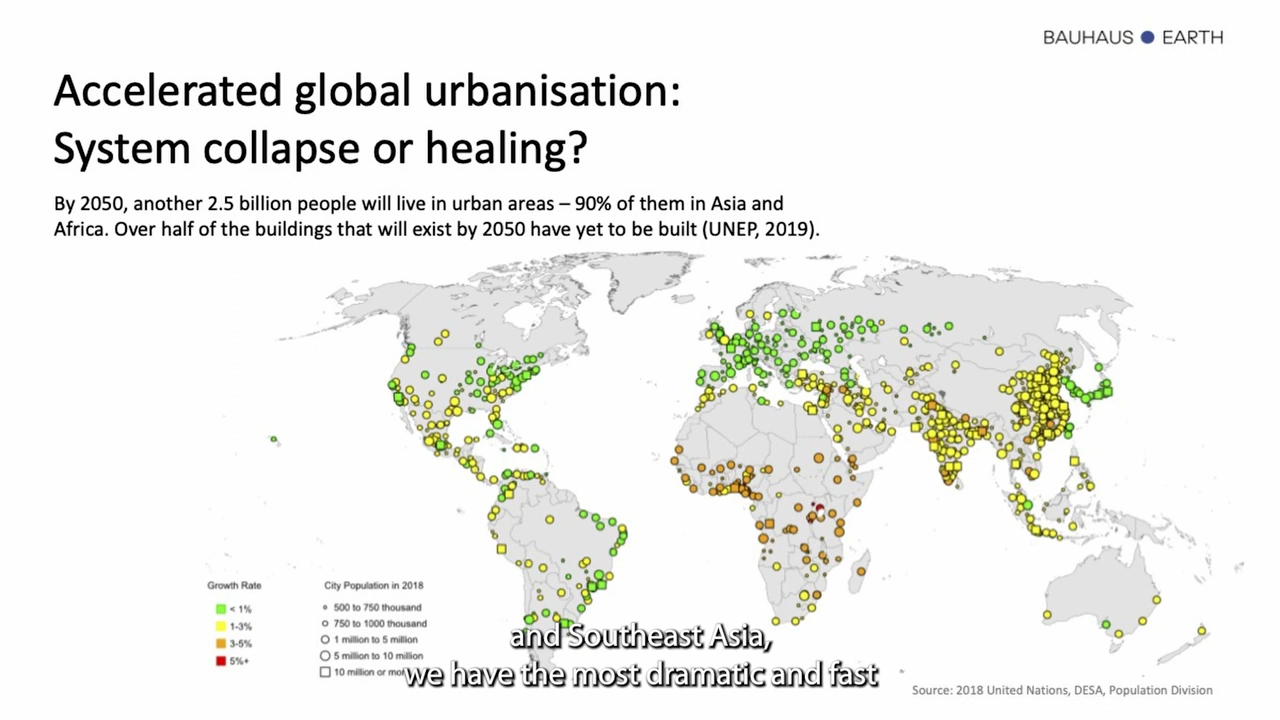 BAUHAUS EARTH
Accelerated global urbanisation:
System collapse or healing?
By 2050, another 2.5 billion people will live in urban areas – 90% of them in Asia and
Africa. Over half of the buildings that will exist by 2050 have yet to be built (UNEP, 2019).
Growth Rate
< 1%
1-3%
3-5%
5%+
City Population in 2018
500 to 750 thousand
750 to 1000 thousand
1 million to 5 million
5 million to 10 million
10 million or
and Southeast Asia,
we have the most dramatic and fast
Source: 2018 United Nations, DESA, Population Division